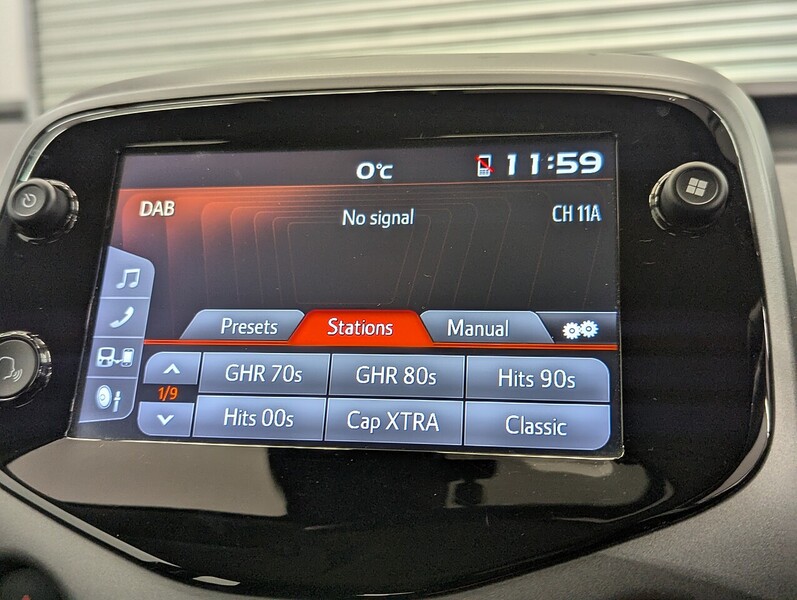 0°C 11:59
DAB No signal CH 11A
Presets Stations Manual
GHR 70s GHR 80s Hits 90s
1/9
Hits 00s Cap XTRA Classic